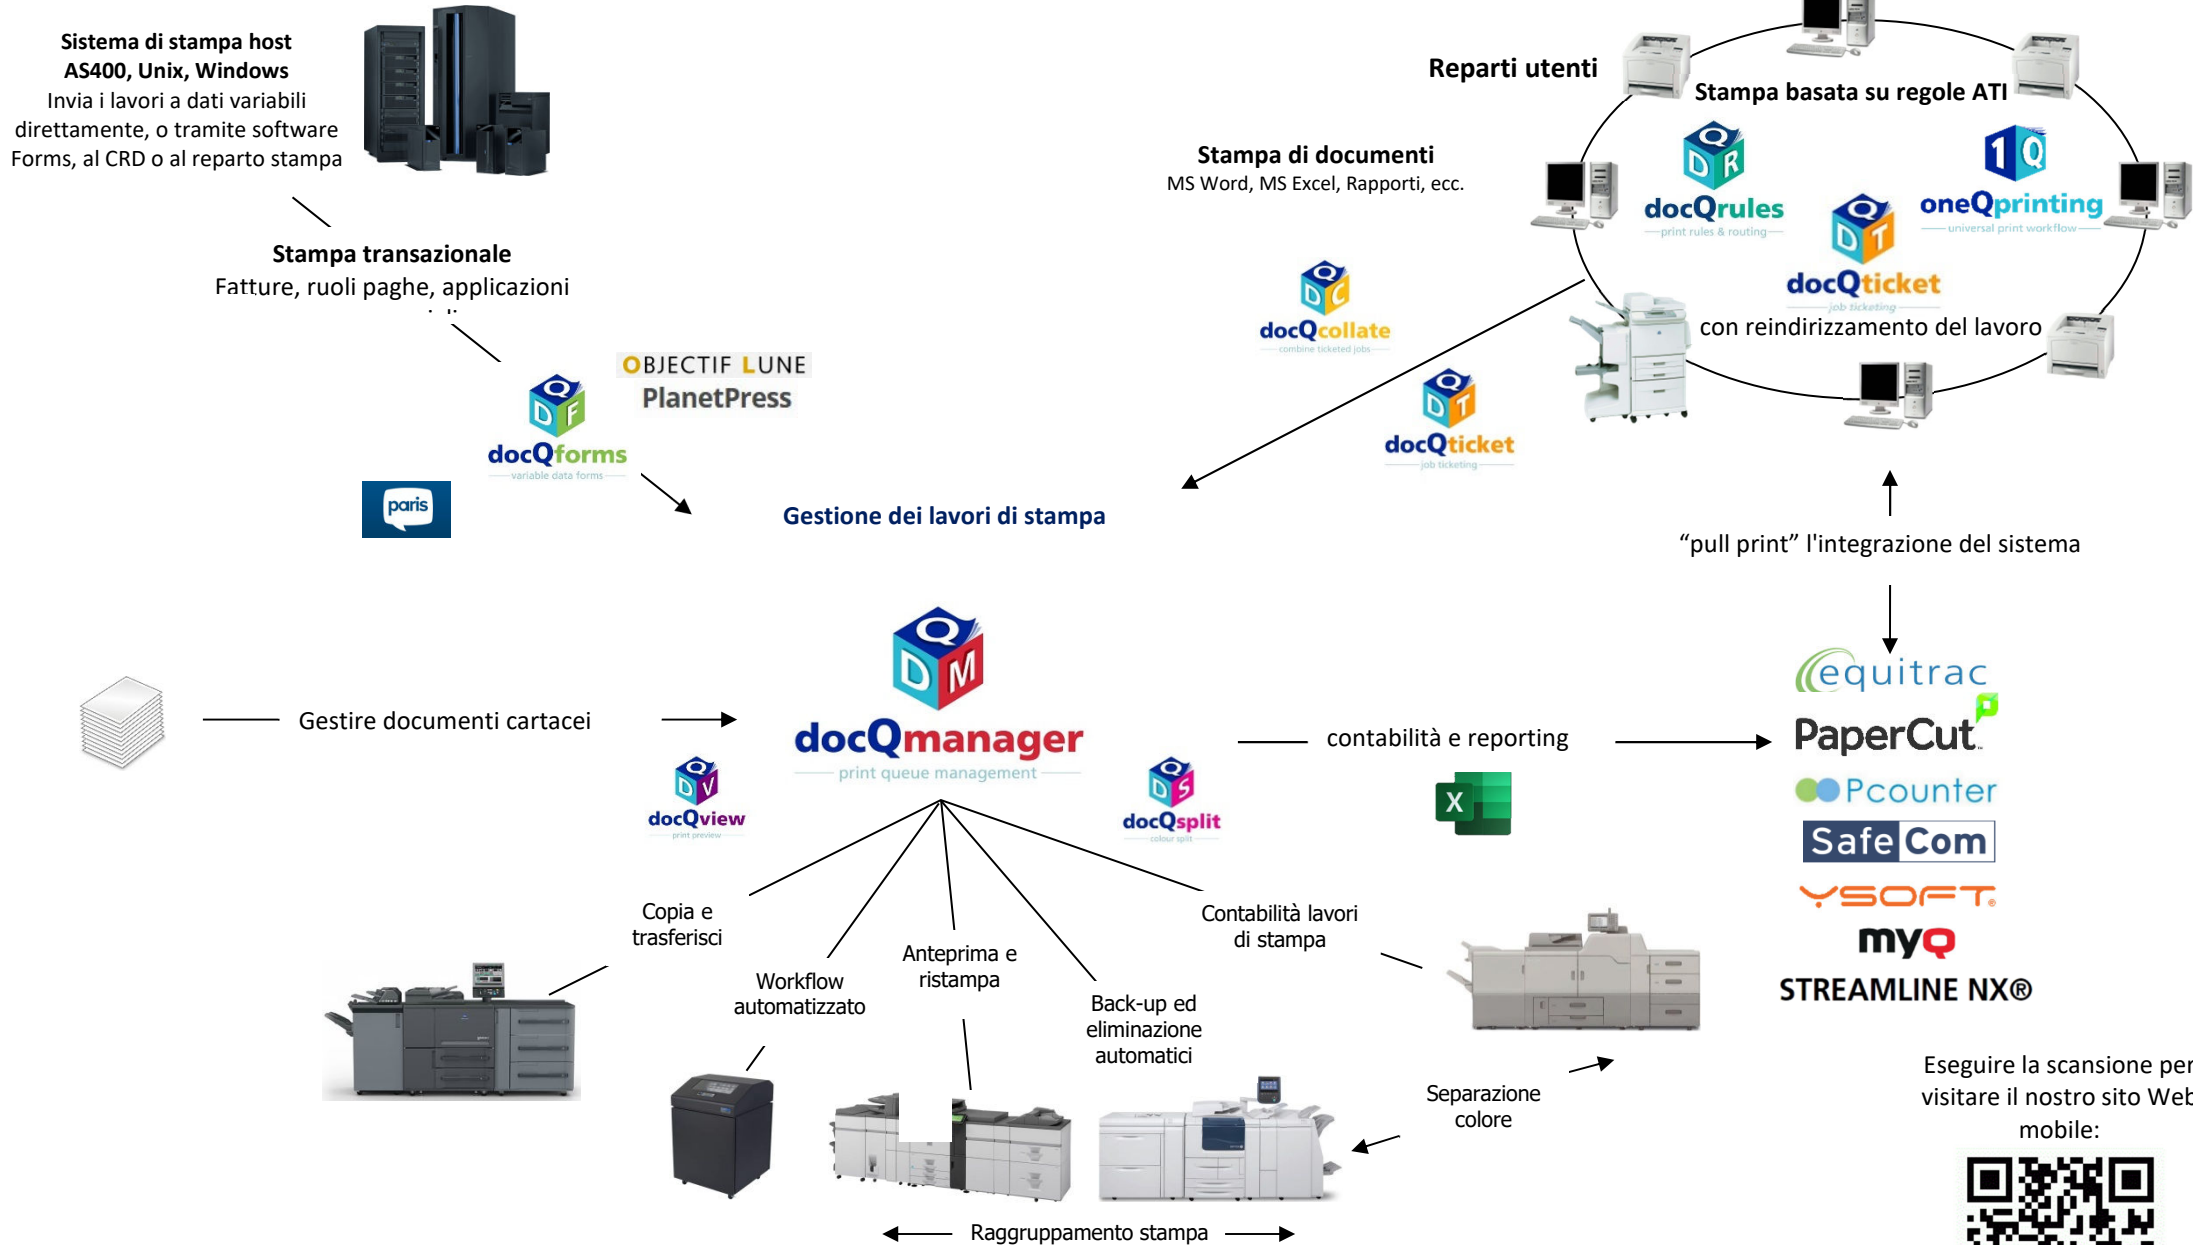 Sistema di stampa host
AS400, Unix, Windows
Invia i lavori a dati variabili
direttamente, o tramite software
Forms, al CRD o al reparto stampa
Stampa transazionale
Fatture, ruoli paghe, applicazioni
OBJECTIF LUNE
PlanetPress
Q
D F
docQforms
variable data forms
paris
Reparti utenti
Stampa basata su regole ATI
Stampa di documenti
MS Word, MS Excel, Rapporti, ecc.
Q
D R
docQrules
print rules & routing
1Q
oneQprinting
universal print workflow
Q
D T
docQticket
job ticketing
con reindirizzamento del lavoro
Q
D C
docQcollate
combine ticketed jobs
Q
D T
docQticket
job ticketing
Gestione dei lavori di stampa
“pull print” l'integrazione del sistema
Gestire documenti cartacei
Q
D M
docQmanager
print queue management
Q
D V
docQview
print preview
Q
D S
docQsplit
colour split
contabilità e reporting
X
equitrac
PaperCut
Pcounter
SafeCom
YSOFT®
myQ
STREAMLINE NX®
Copia e
trasferisci
Workflow
automatizzato
Anteprima e
ristampa
Back-up ed
eliminazione
automatici
Contabilità lavori
di stampa
Separazione
colore
Raggruppamento stampa
Eseguire la scansione per
visitare il nostro sito Web
mobile: